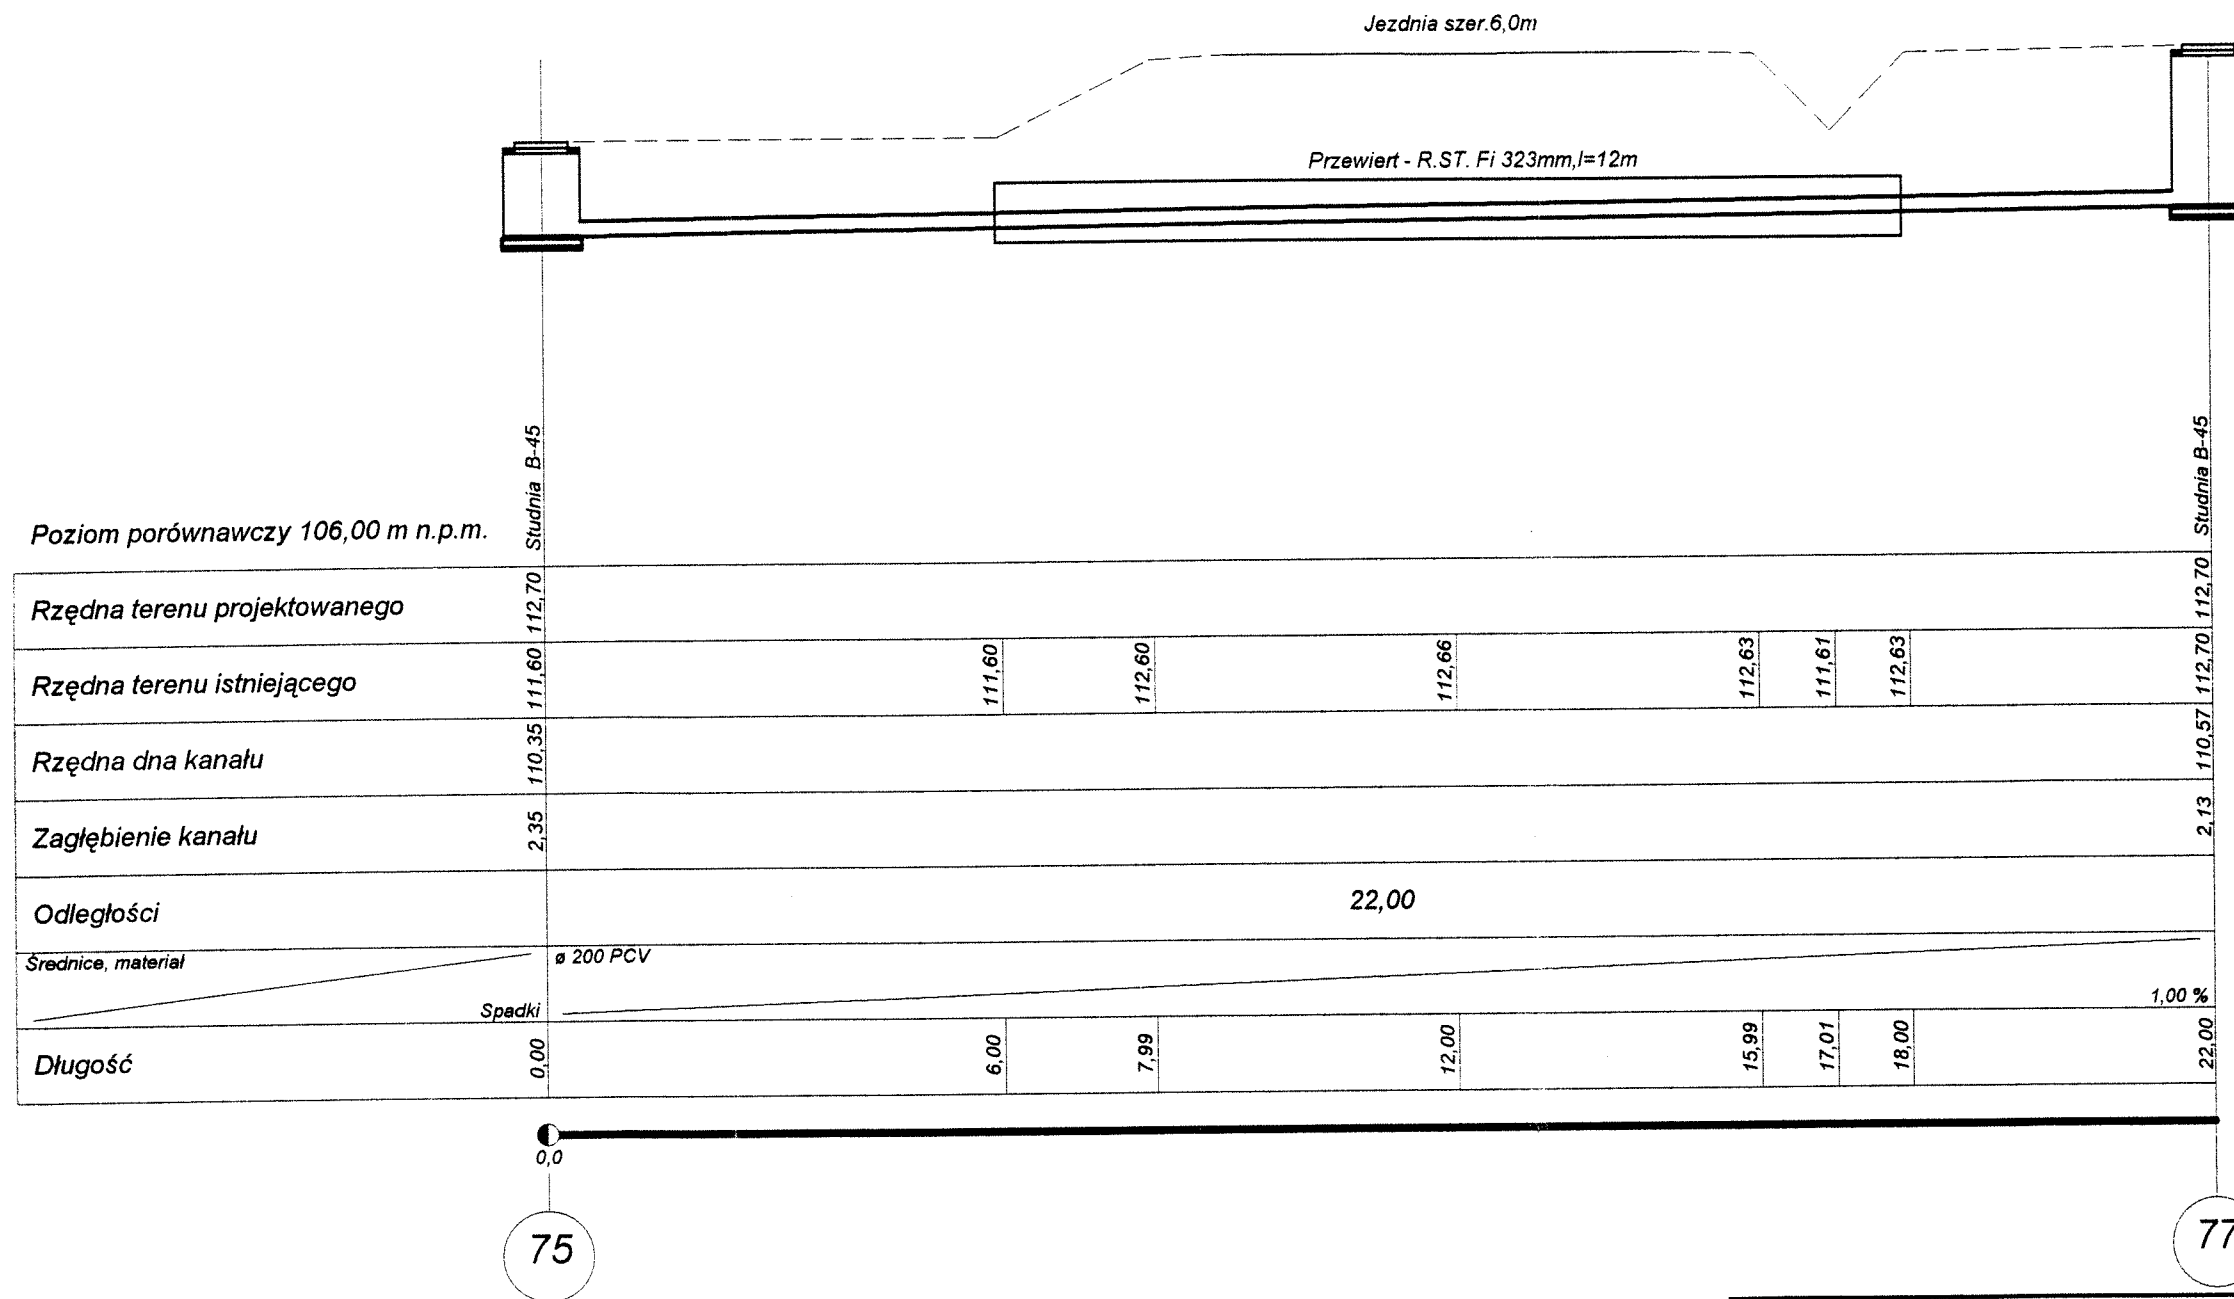 Jezdnia szer.6,0m
Przewiert - R.ST. Fi 323mm,l=12m
Studnia B-45
Studnia B-45
Poziom porównawczy 106,00 m n.p.m.
Rzędna terenu projektowanego 112,70 112,70
Rzędna terenu istniejącego 111,60 111,60 112,60 112,66 112,63 111,61 112,63 112,70
Rzędna dna kanału 110,35 110,57
Zagłębienie kanału 2,35 2,13
Odległości 22,00
Średnice, materiał ø 200 PCV
Spadki 1,00 %
Długość 0,00 6,00 7,99 12,00 15,99 17,01 18,00 22,00
0,0
75 77